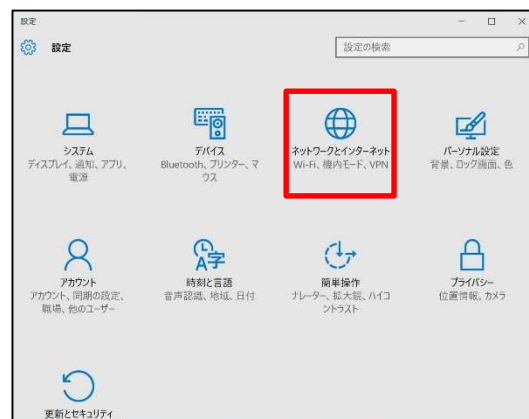 設定
設定
設定の検索
システム
ディスプレイ、通知、アプリ、
電源
デバイス
Bluetooth、プリンター、マ
ウス
ネットワークとインターネット
Wi-Fi、機内モード、VPN
パーソナル設定
背景、ロック画面、色
アカウント
アカウント、同期の設定、
職場、他のユーザー
時刻と言語
音声認識、地域、日付
簡単操作
ナレーター、拡大鏡、ハイコ
ントラスト
プライバシー
位置情報、カメラ
更新とセキュリティ